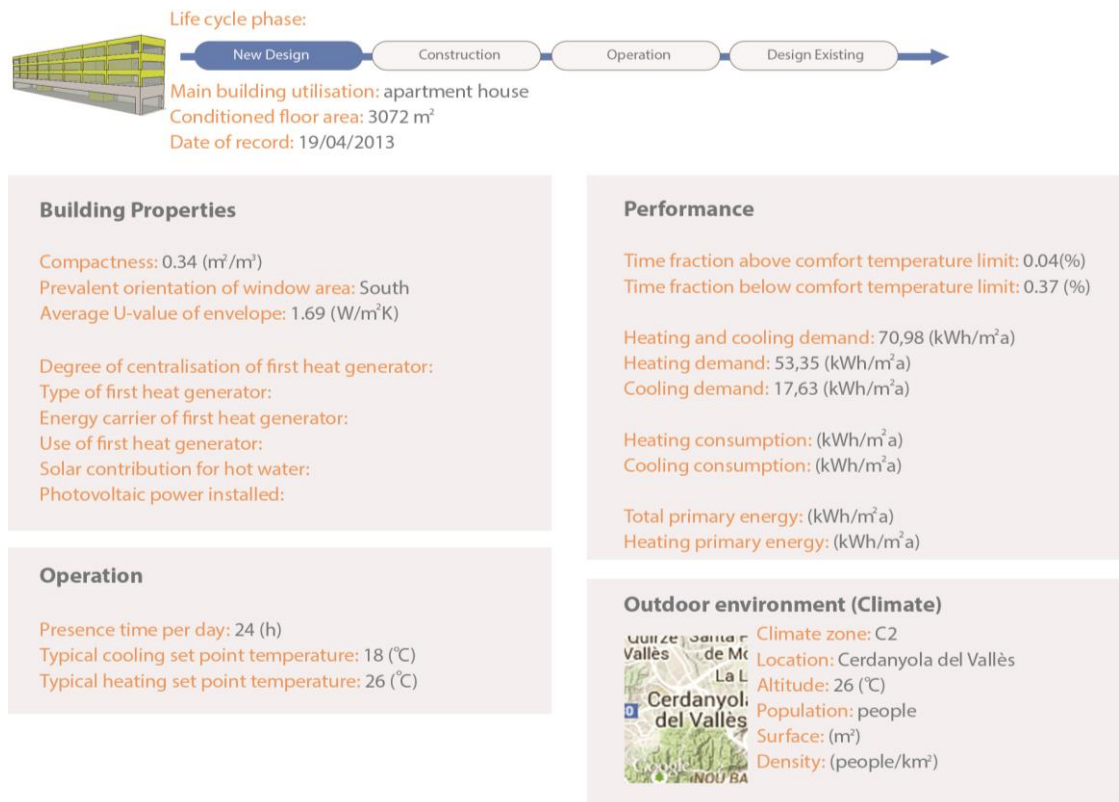 Life cycle phase:
New Design
Construction
Operation
Design Existing
Main building utilisation: apartment house
Conditioned floor area: 3072 m²
Date of record: 19/04/2013
Building Properties
Compactness: 0.34 (m²/m³)
Prevalent orientation of window area: South
Average U-value of envelope: 1.69 (W/m²K)
Degree of centralisation of first heat generator:
Type of first heat generator:
Energy carrier of first heat generator:
Use of first heat generator:
Solar contribution for hot water:
Photovoltaic power installed:
Operation
Presence time per day: 24 (h)
Typical cooling set point temperature: 18 (℃)
Typical heating set point temperature: 26 (℃)
Performance
Time fraction above comfort temperature limit: 0.04(%)
Time fraction below comfort temperature limit: 0.37 (%)
Heating and cooling demand: 70,98 (kWh/m²a)
Heating demand: 53,35 (kWh/m²a)
Cooling demand: 17,63 (kWh/m²a)
Heating consumption: (kWh/m²a)
Cooling consumption: (kWh/m²a)
Total primary energy: (kWh/m²a)
Heating primary energy: (kWh/m²a)
Outdoor environment (Climate)
Vallès
de Mo
La L
Cerdanyola
del Vallès
Google
Climate zone: C2
Location: Cerdanyola del Vallès
Altitude: 26 (℃)
Population: people
Surface: (m²)
Density: (people/km²)